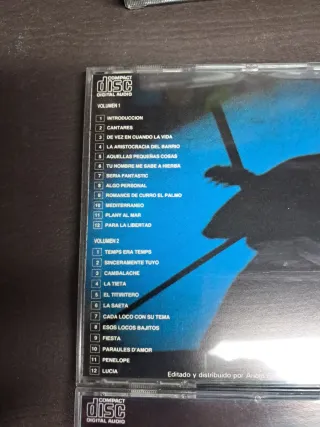 COMPACT
disc
DIGITAL AUDIO
VOLUMEN 1
1 INTRODUCCION
2 CANTARES
3 DE VEZ EN CUANDO LA VIDA
4 LA ARISTOCRACIA DEL BARRIO
5 AQUELLAS PEQUEÑAS COSAS
6 TU NOMBRE ME SABE A HIERBA
7 SERIA FANTASTIC
8 ALGO PERSONAL
9 ROMANCE DE CURRO EL PALMO
10 MEDITERRANEO
11 PLANY AL MAR
12 PARA LA LIBERTAD
VOLUMEN 2
1 TEMPS ERA TEMPS
2 SINCERAMENTE TUYO
3 CAMBALACHE
4 LA TIETA
5 EL TITIRITERO
6 LA SAETA
7 CADA LOCO CON SU TEMA
8 ESOS LOCOS BAJITOS
9 FIESTA
10 PARAULES D'AMOR
11 PENELOPE
12 LUCIA
Editado y distribuido por
COMPACT
disc
DIGITAL AUDIO